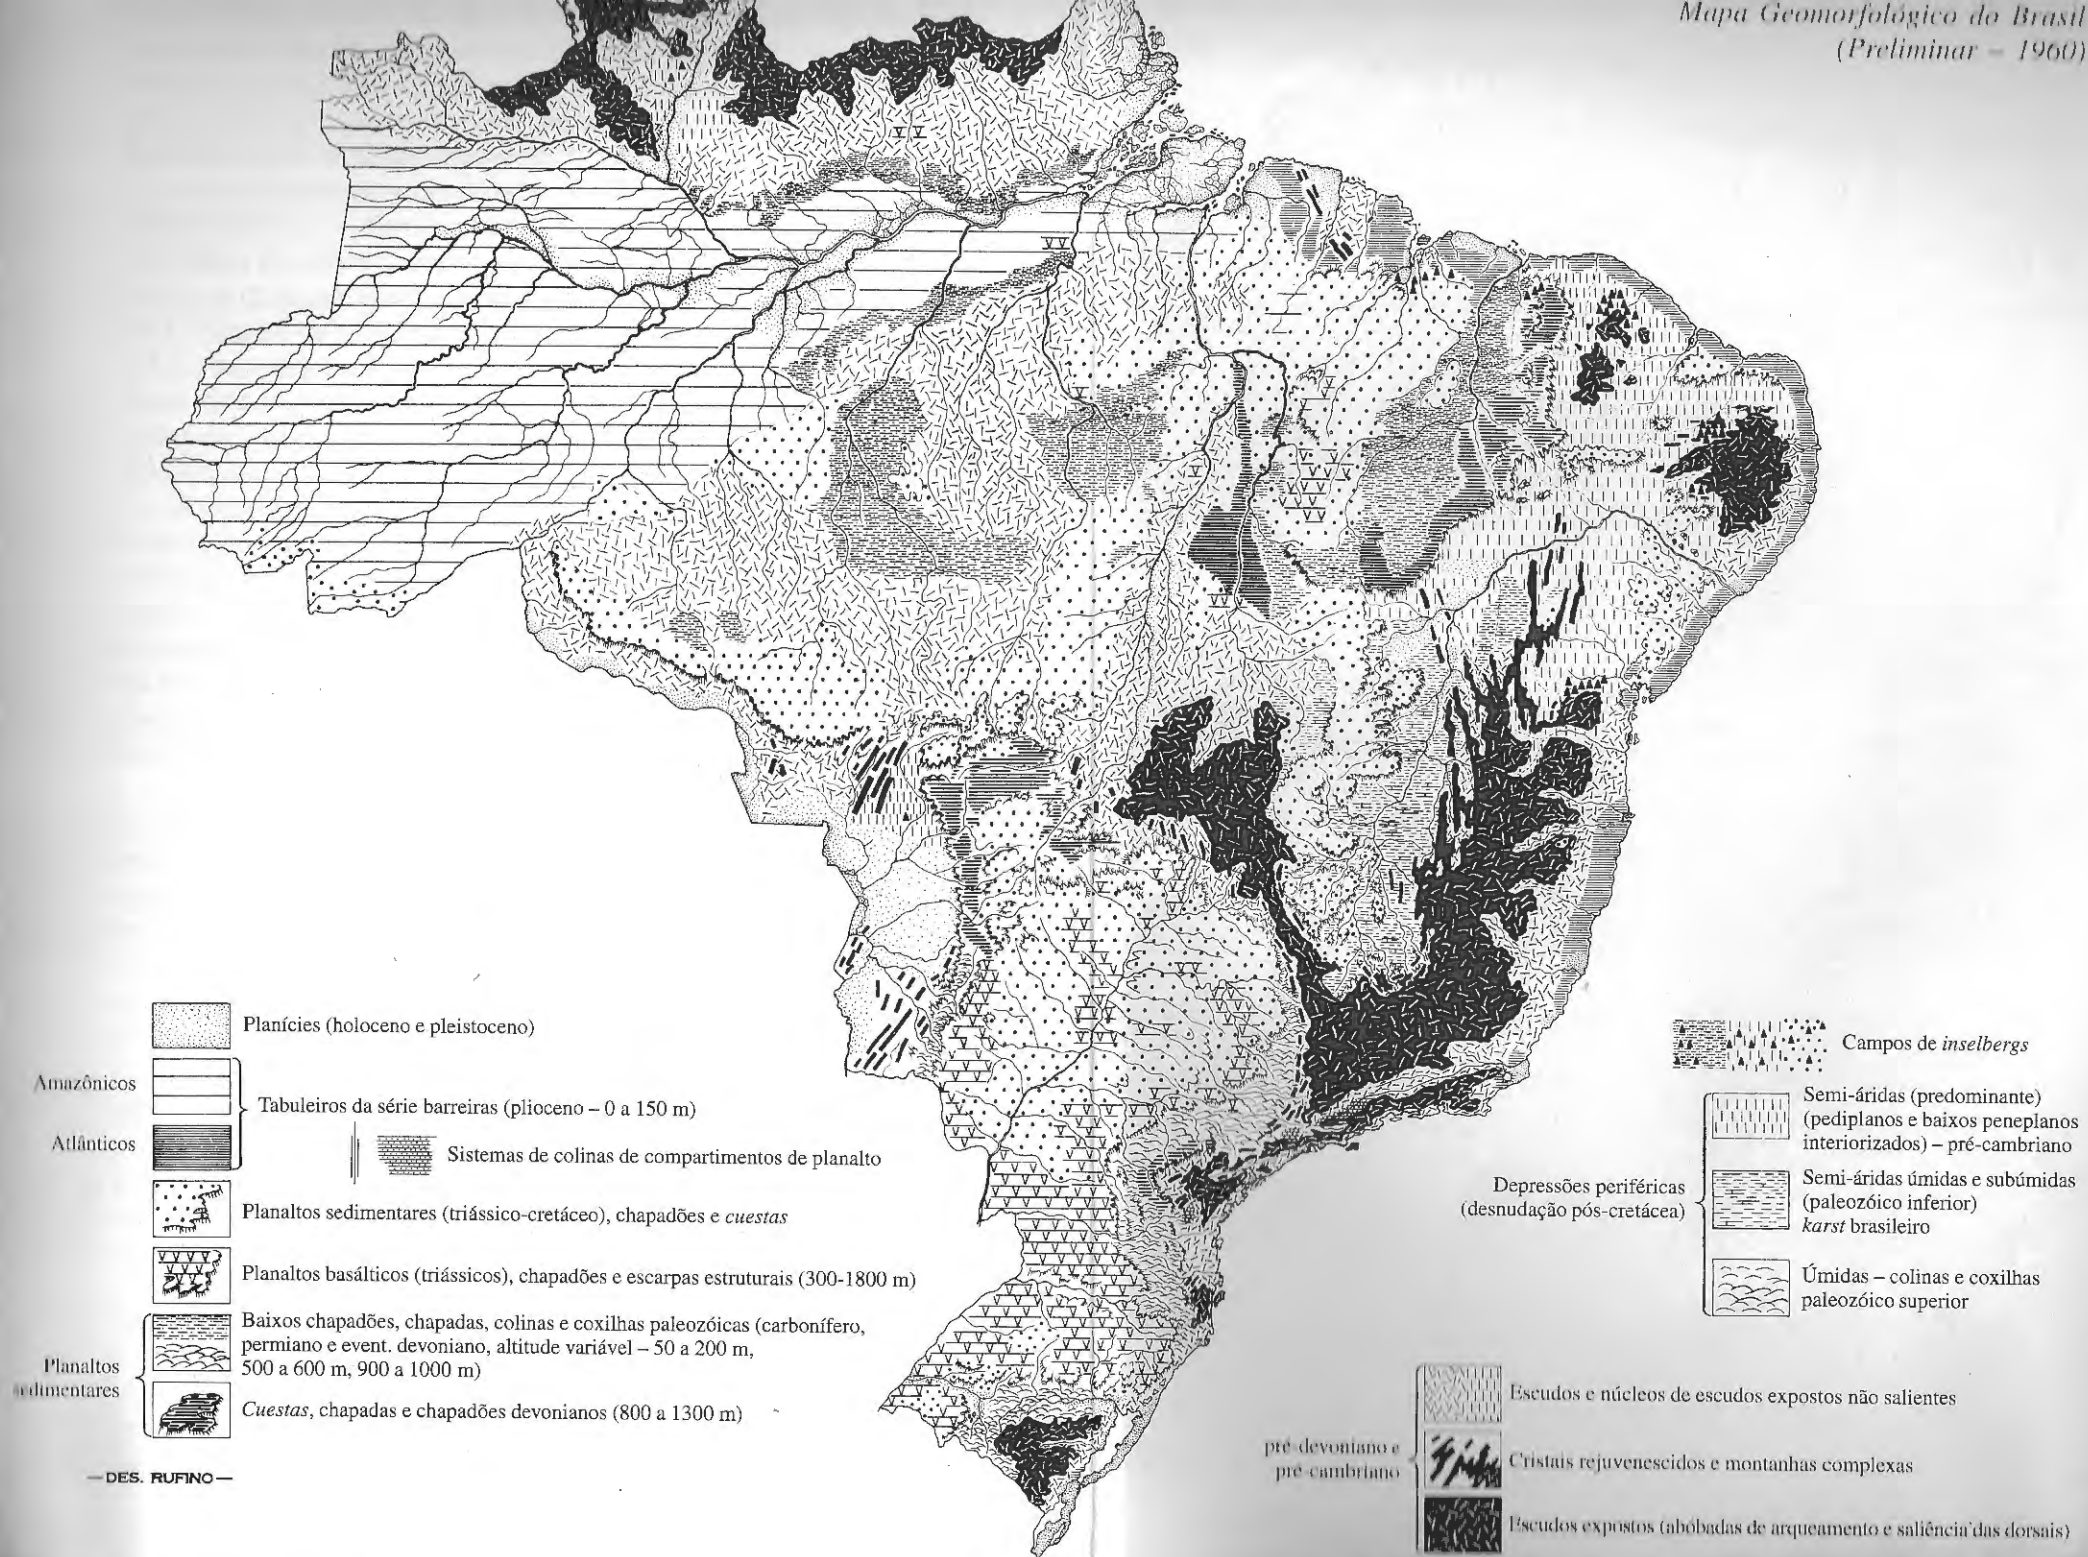 Mapa Geomorfológico do Brasil
(Preliminar – 1960)
Planícies (holoceno e pleistoceno)
Amazônicos
Atlânticos
Tabuleiros da série barreiras (plioceno – 0 a 150 m)
Sistemas de colinas de compartimentos de planalto
Planaltos sedimentares (triássico-cretáceo), chapadões e cuestas
Planaltos basálticos (triássicos), chapadões e escarpas estruturais (300-1800 m)
Planaltos
sedimentares
Baixos chapadões, chapadas, colinas e coxilhas paleozóicas (carbonífero,
permiano e event. devoniano, altitude variável – 50 a 200 m,
500 a 600 m, 900 a 1000 m)
Cuestas, chapadas e chapadões devonianos (800 a 1300 m)
—DES. RUFINO—
Campos de inselbergs
Depressões periféricas
(desnudação pós-cretácea)
Semi-áridas (predominante)
(pediplanos e baixos peneplanos
interiorizados) – pré-cambriano
Semi-áridas úmidas e subúmidas
(paleozóico inferior)
karst brasileiro
Úmidas – colinas e coxilhas
paleozóico superior
pré-devoniano e
pré-cambriano
Escudos e núcleos de escudos expostos não salientes
Cristais rejuvenescidos e montanhas complexas
Escudos expostos (abóbadas de arqueamento e saliência das dorsais)